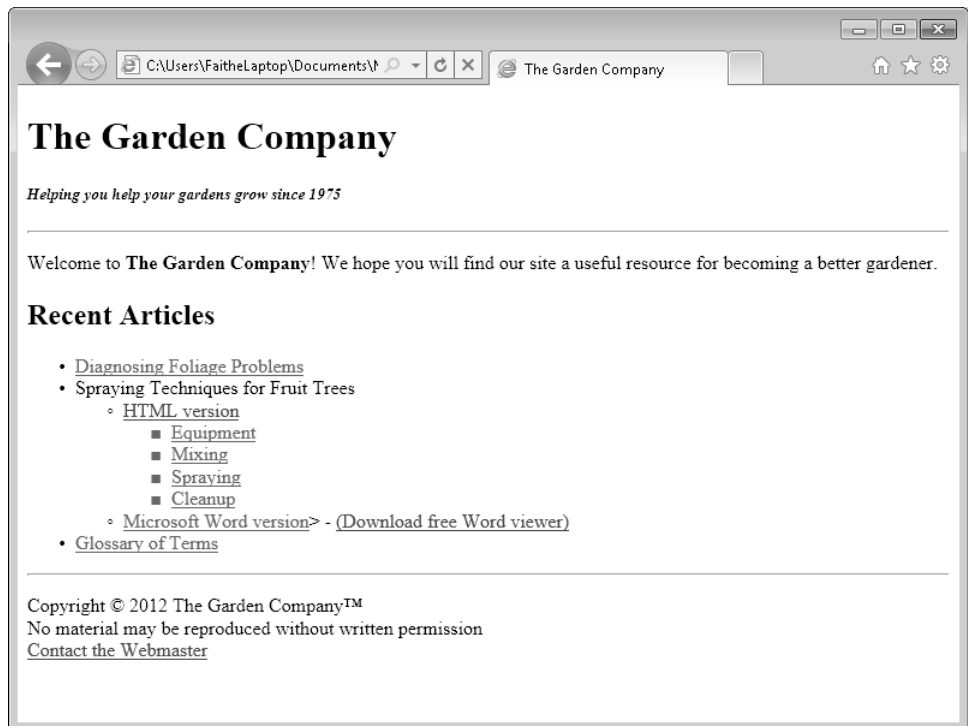 C:\Users\FaitheLaptop\Documents\
The Garden Company
The Garden Company
Helping you help your gardens grow since 1975
Welcome to The Garden Company! We hope you will find our site a useful resource for becoming a better gardener.
Recent Articles
• Diagnosing Foliage Problems
• Spraying Techniques for Fruit Trees
◦ HTML version
▪ Equipment
▪ Mixing
▪ Spraying
▪ Cleanup
◦ Microsoft Word version> - (Download free Word viewer)
• Glossary of Terms
Copyright © 2012 The Garden Company™
No material may be reproduced without written permission
Contact the Webmaster